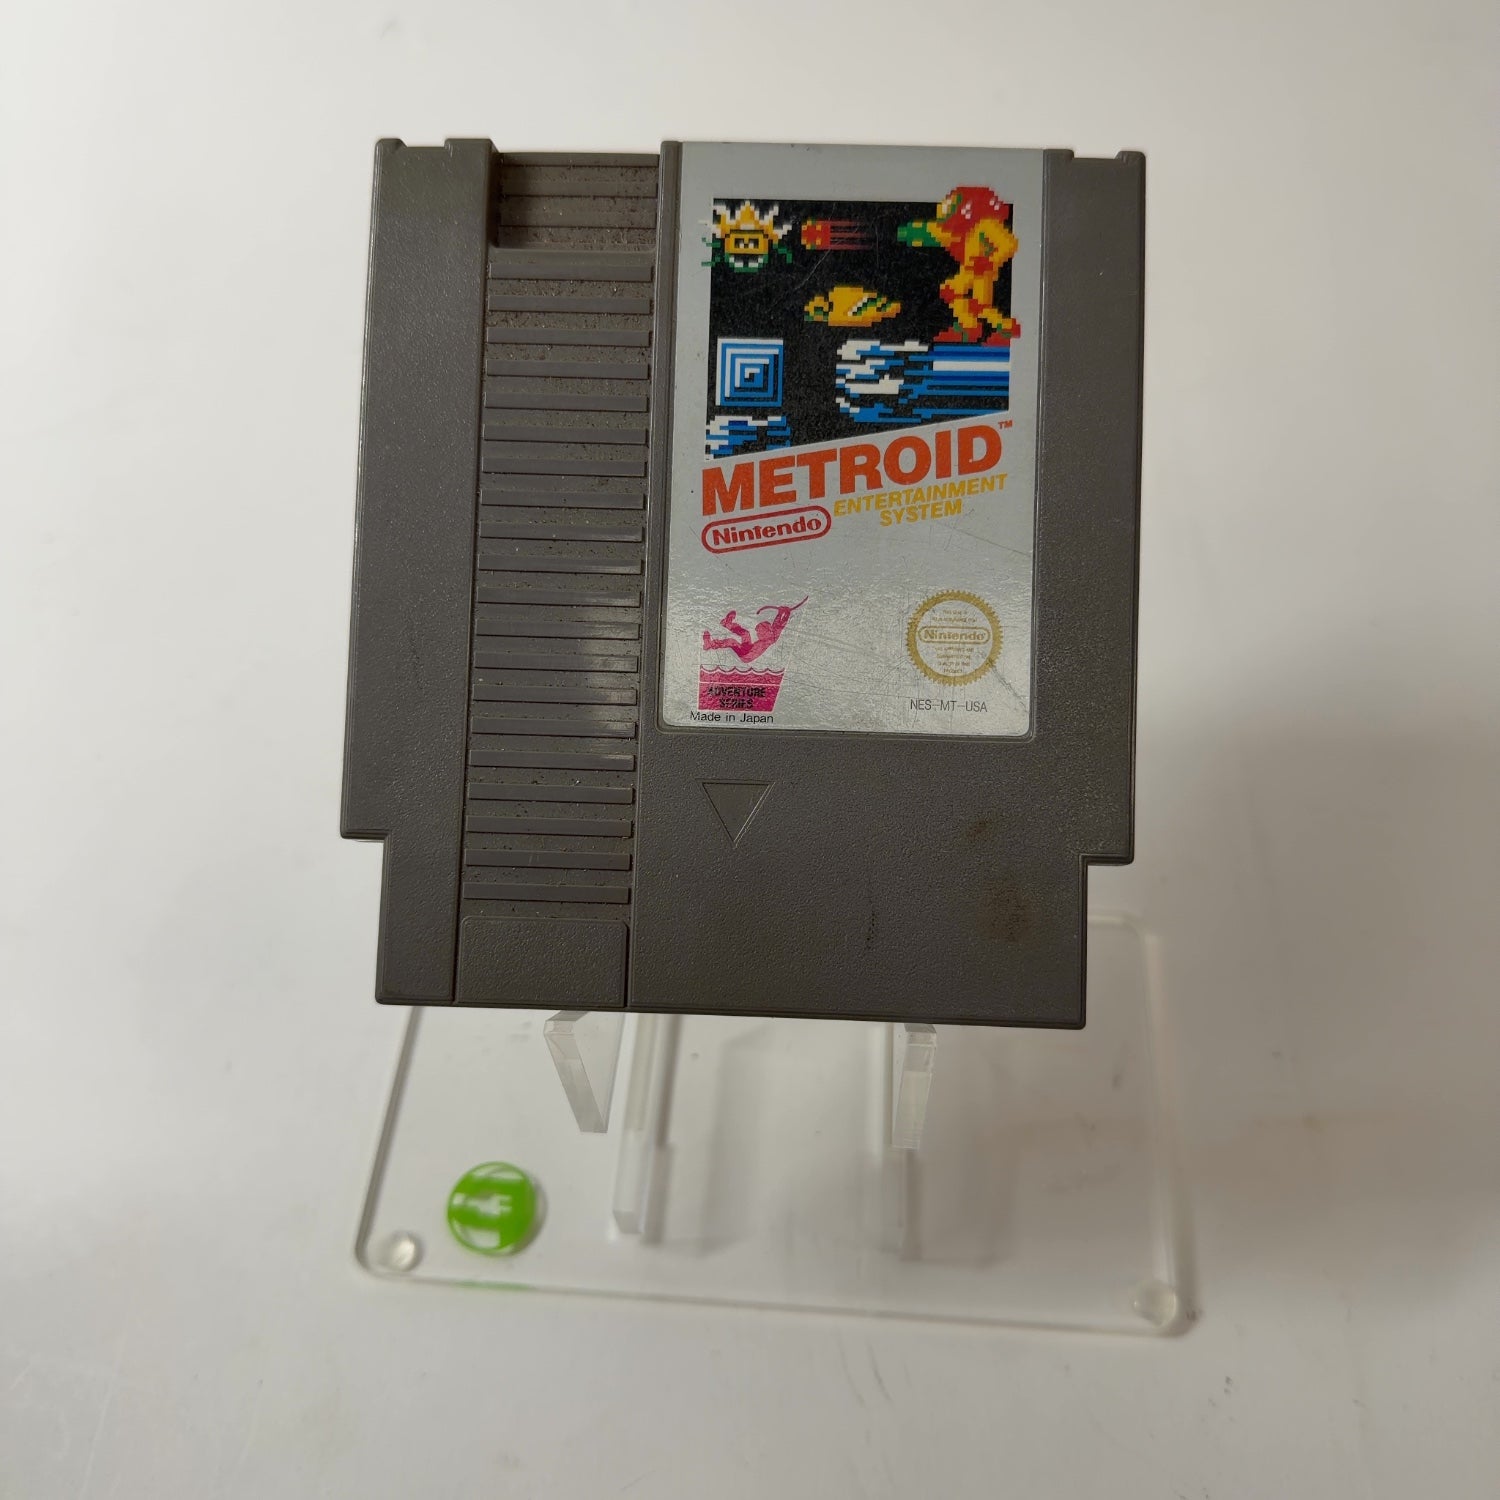 METROID™
Nintendo
ENTERTAINMENT
SYSTEM
ADVENTURE
SERIES
Made in Japan
Nintendo
NES-MT-USA